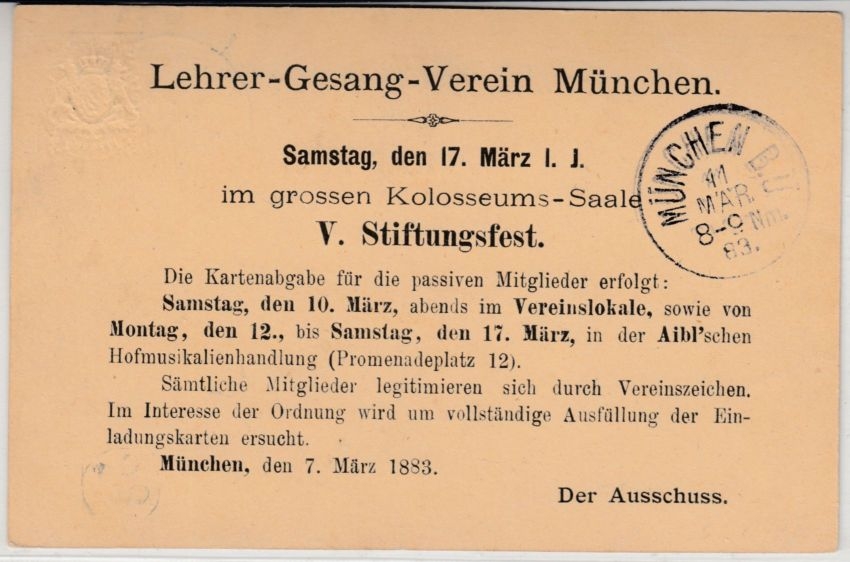 Lehrer-Gesang-Verein München.
Samstag, den 17. März l. J.
im grossen Kolosseums-Saale
V. Stiftungsfest.
Die Kartenabgabe für die passiven Mitglieder erfolgt:
Samstag, den 10. März, abends im Vereinslokale, sowie von
Montag, den 12., bis Samstag, den 17. März, in der Aibl'schen
Hofmusikalienhandlung (Promenadeplatz 12).
Sämtliche Mitglieder legitimieren sich durch Vereinszeichen.
Im Interesse der Ordnung wird um vollständige Ausfüllung der Ein-
ladungskarten ersucht.
München, den 7. März 1883.
Der Ausschuss.
MÜNCHEN B.U.
11
MÄR.
8-9 Nm.
83.